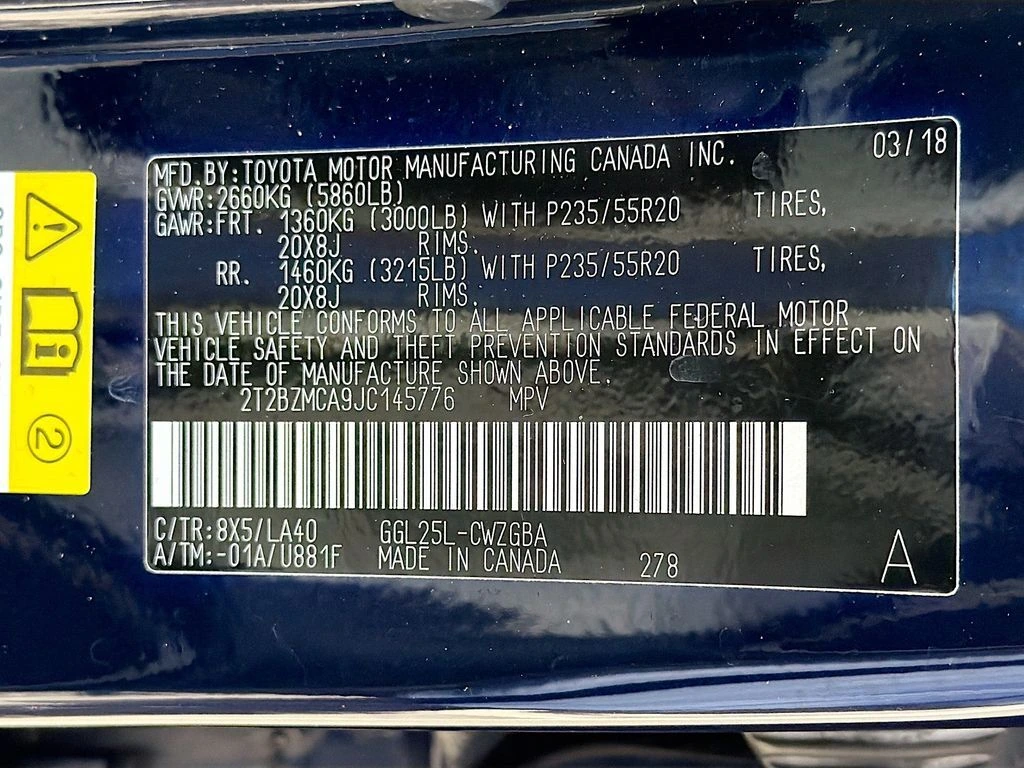 03/18
MFD.BY:TOYOTA MOTOR MANUFACTURING CANADA INC.
GVWR:2660KG (5860LB)
GAWR:FRT. 1360KG (3000LB) WITH P235/55R20 TIRES,
20X8J RIMS.
RR. 1460KG (3215LB) WITH P235/55R20 TIRES,
20X8J RIMS.
THIS VEHICLE CONFORMS TO ALL APPLICABLE FEDERAL MOTOR
VEHICLE SAFETY AND THEFT PREVENTION STANDARDS IN EFFECT ON
THE DATE OF MANUFACTURE SHOWN ABOVE.
2T2BZMCA9JC145776 MPV
C/TR:8X5/LA40 GGL25L-CWZGBA
A/TM:-01A/U881F MADE IN CANADA 278
A
2